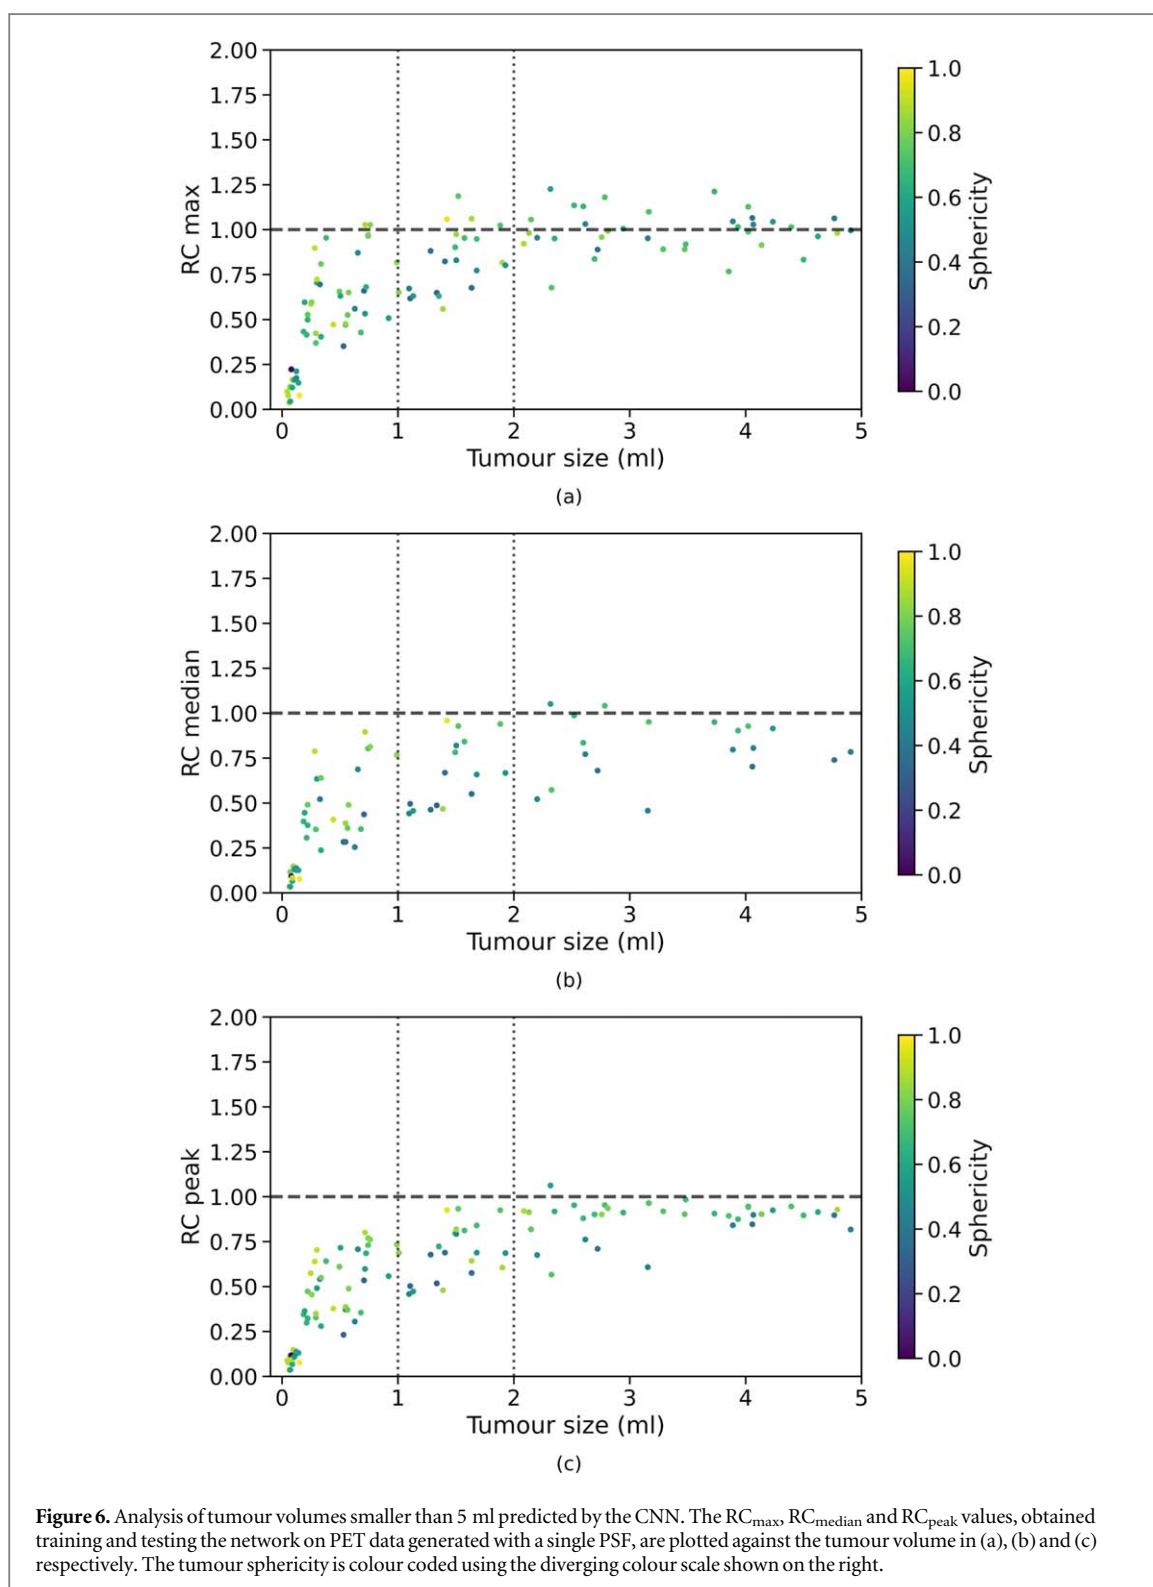 2.00
1.75
1.50
1.25
1.00
0.75
0.50
0.25
0.00
RC max
0 1 2 3 4 5
Tumour size (ml)
1.0
0.8
0.6
0.4
0.2
0.0
Sphericity
(a)
2.00
1.75
1.50
1.25
1.00
0.75
0.50
0.25
0.00
RC median
0 1 2 3 4 5
Tumour size (ml)
1.0
0.8
0.6
0.4
0.2
0.0
Sphericity
(b)
2.00
1.75
1.50
1.25
1.00
0.75
0.50
0.25
0.00
RC peak
0 1 2 3 4 5
Tumour size (ml)
1.0
0.8
0.6
0.4
0.2
0.0
Sphericity
(c)
Figure 6. Analysis of tumour volumes smaller than 5 ml predicted by the CNN. The RCmax, RCmedian and RCpeak values, obtained
training and testing the network on PET data generated with a single PSF, are plotted against the tumour volume in (a), (b) and (c)
respectively. The tumour sphericity is colour coded using the diverging colour scale shown on the right.